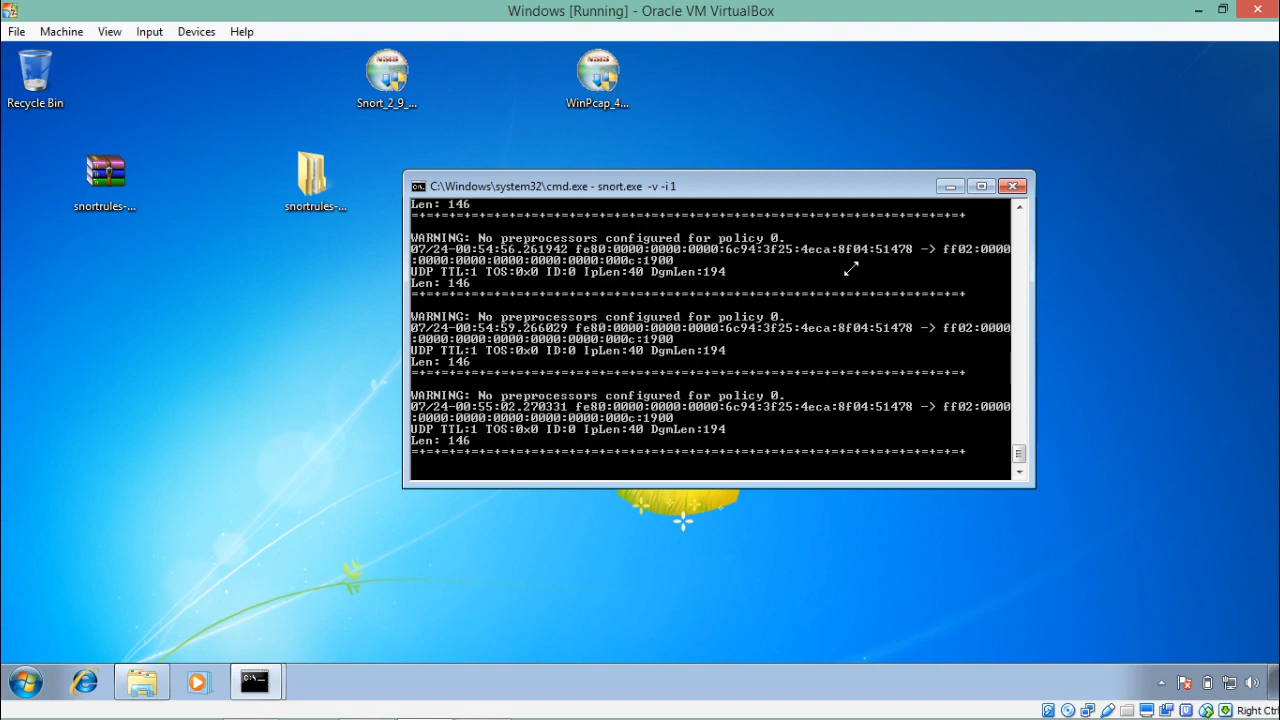 Windows [Running] - Oracle VM VirtualBox
File Machine View Input Devices Help
Recycle Bin
Snort_2_9_...
WinPcap_4...
snortrules-...
snortrules-...
C:\Windows\system32\cmd.exe - snort.exe -v -i 1
Len: 146
=+=+=+=+=+=+=+=+=+=+=+=+=+=+=+=+=+=+=+=+=+=+=+=+=+=+=+=+=+=+=+=+=+=+=+=+=+
WARNING: No preprocessors configured for policy 0.
07/24-00:54:56.261942 fe80:0000:0000:0000:6c94:3f25:4eca:8f04:51478 -> ff02:0000
:0000:0000:0000:0000:0000:000c:1900
UDP TTL:1 TOS:0x0 ID:0 IpLen:40 DgmLen:194
Len: 146
=+=+=+=+=+=+=+=+=+=+=+=+=+=+=+=+=+=+=+=+=+=+=+=+=+=+=+=+=+=+=+=+=+=+=+=+=+
WARNING: No preprocessors configured for policy 0.
07/24-00:54:59.266029 fe80:0000:0000:0000:6c94:3f25:4eca:8f04:51478 -> ff02:0000
:0000:0000:0000:0000:0000:000c:1900
UDP TTL:1 TOS:0x0 ID:0 IpLen:40 DgmLen:194
Len: 146
=+=+=+=+=+=+=+=+=+=+=+=+=+=+=+=+=+=+=+=+=+=+=+=+=+=+=+=+=+=+=+=+=+=+=+=+=+
WARNING: No preprocessors configured for policy 0.
07/24-00:55:02.270331 fe80:0000:0000:0000:6c94:3f25:4eca:8f04:51478 -> ff02:0000
:0000:0000:0000:0000:0000:000c:1900
UDP TTL:1 TOS:0x0 ID:0 IpLen:40 DgmLen:194
Len: 146
=+=+=+=+=+=+=+=+=+=+=+=+=+=+=+=+=+=+=+=+=+=+=+=+=+=+=+=+=+=+=+=+=+=+=+=+=+
Right Ctr